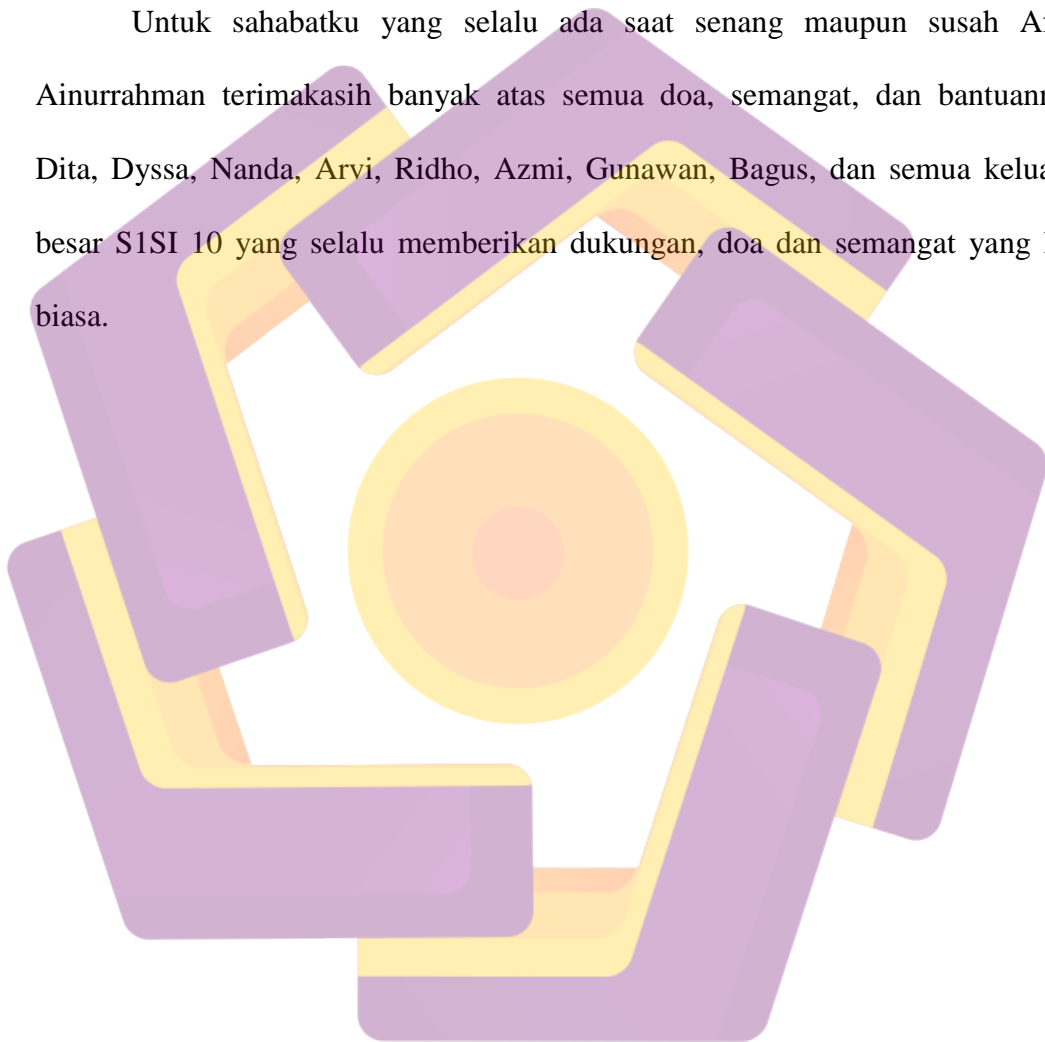 Untuk sahabatku yang selalu ada saat senang maupun susah
Ainurrahman terimakasih banyak atas semua doa, semangat, dan
Dita, Dyssa, Nanda, Arvi, Ridho, Azmi, Gunawan, Bagus, dan semua
besar S1SI 10 yang selalu memberikan dukungan, doa dan semangat yang
biasa.